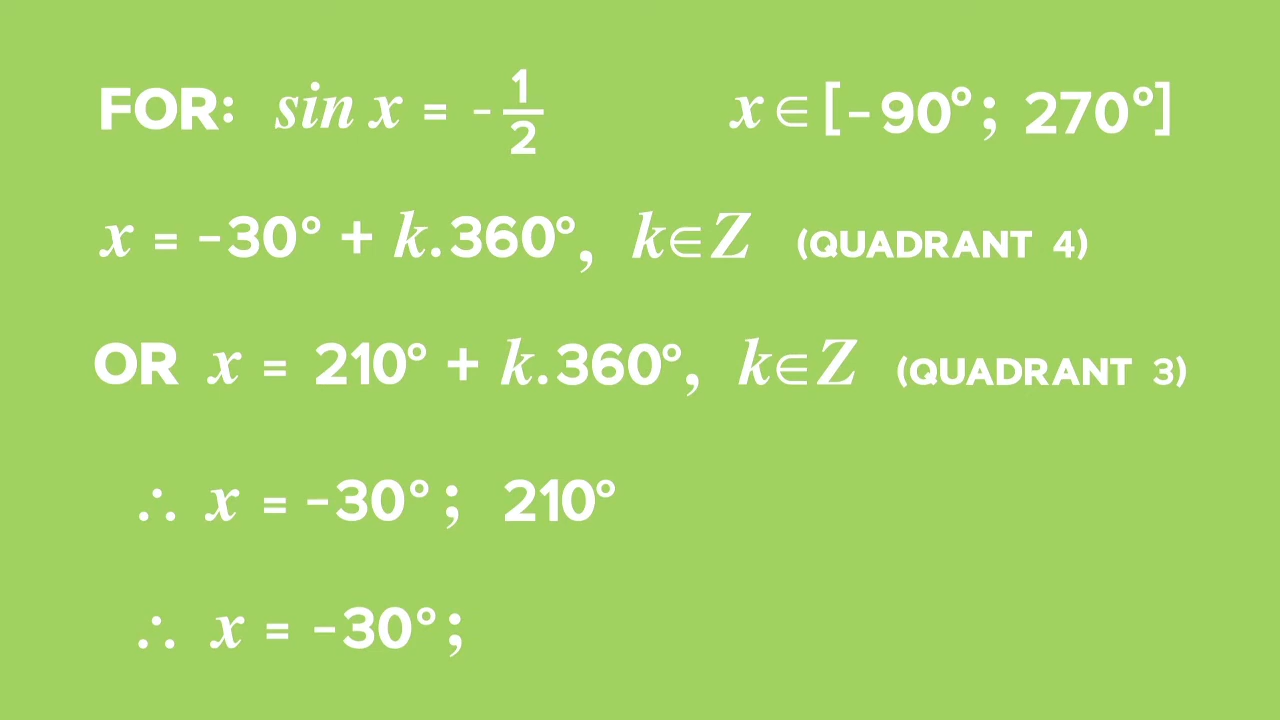 FOR: sin x = -1/2 x ∈ [-90°; 270°]
x = -30° + k.360°, k∈Z (QUADRANT 4)
OR x = 210° + k.360°, k∈Z (QUADRANT 3)
∴ x = -30°; 210°
∴ x = -30°;